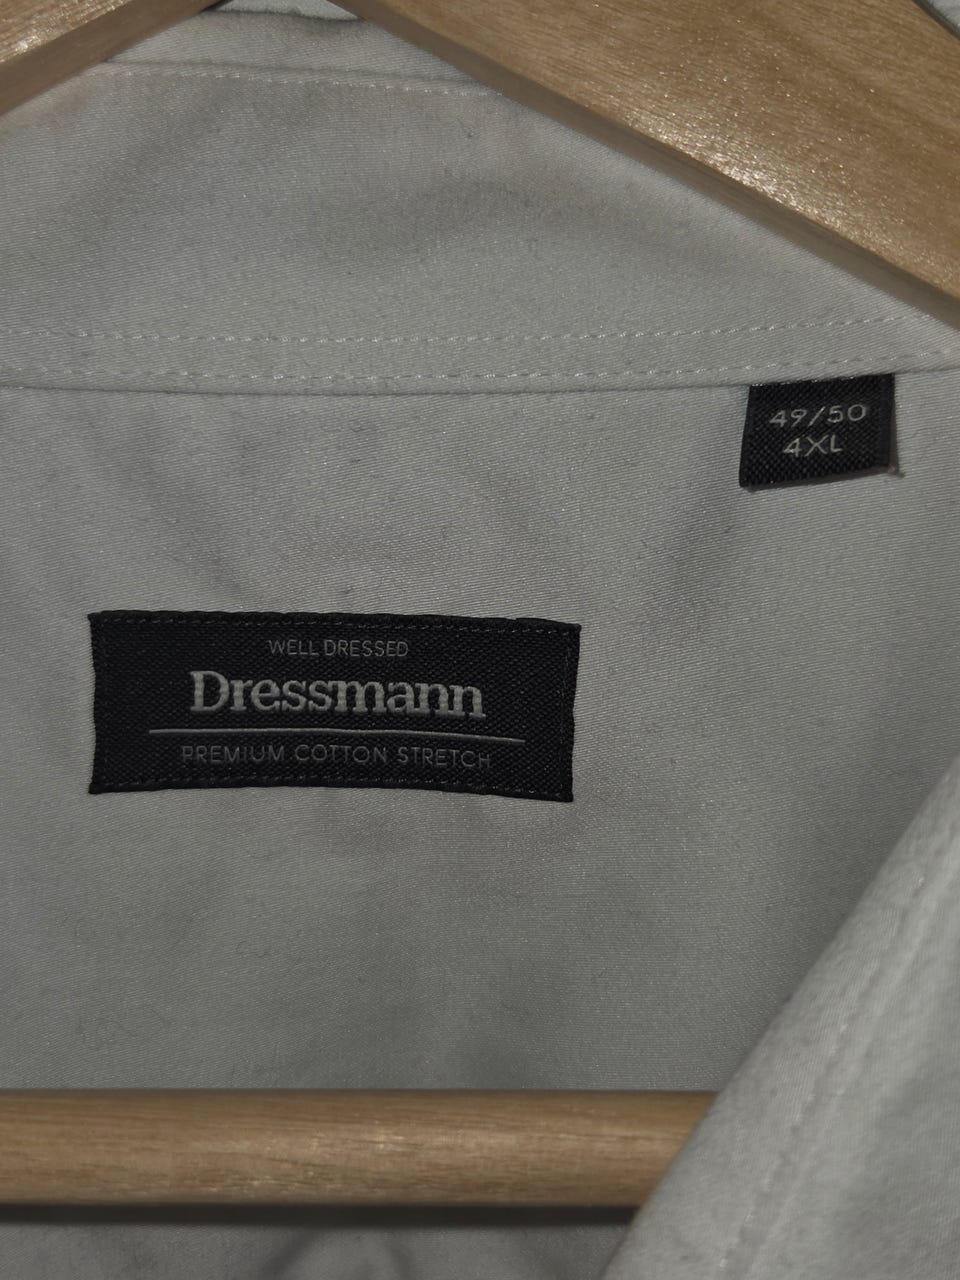 49/50
4XL
WELL DRESSED
Dressmann
PREMIUM COTTON STRETCH